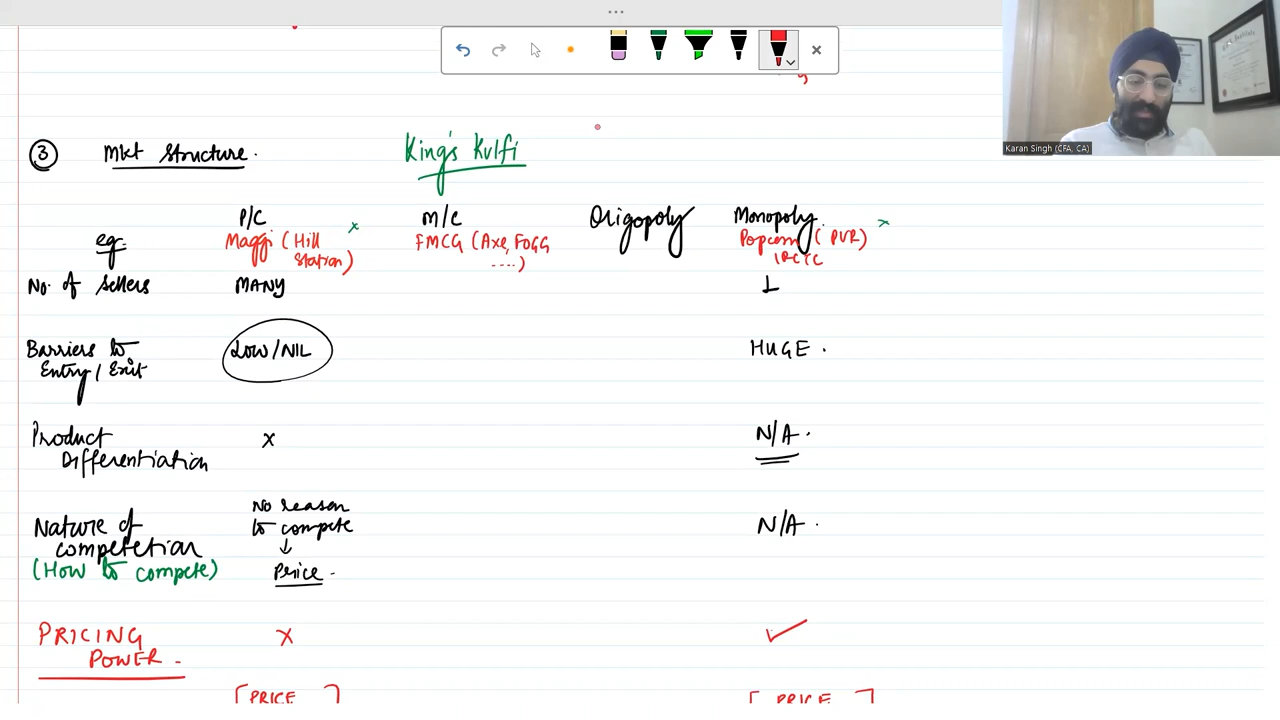 Karan Singh (CFA, CA)
③ Mkt Structure.
King's Kulfi
P/C M/C Oligopoly Monopoly
eg. Maggi (Hill Station) x FMCG (Axe, FOGG ....) Popcorn (PVR) x
IRCTC
No. of Sellers MANY 1
Barriers to Low/NIL HUGE.
Entry/Exit
Product x N/A.
Differentiation
No reason
Nature of to compete N/A.
competetion ↓
(How to compete) Price.
PRICING x ✓
POWER.
[PRICE ] [PRICE ]